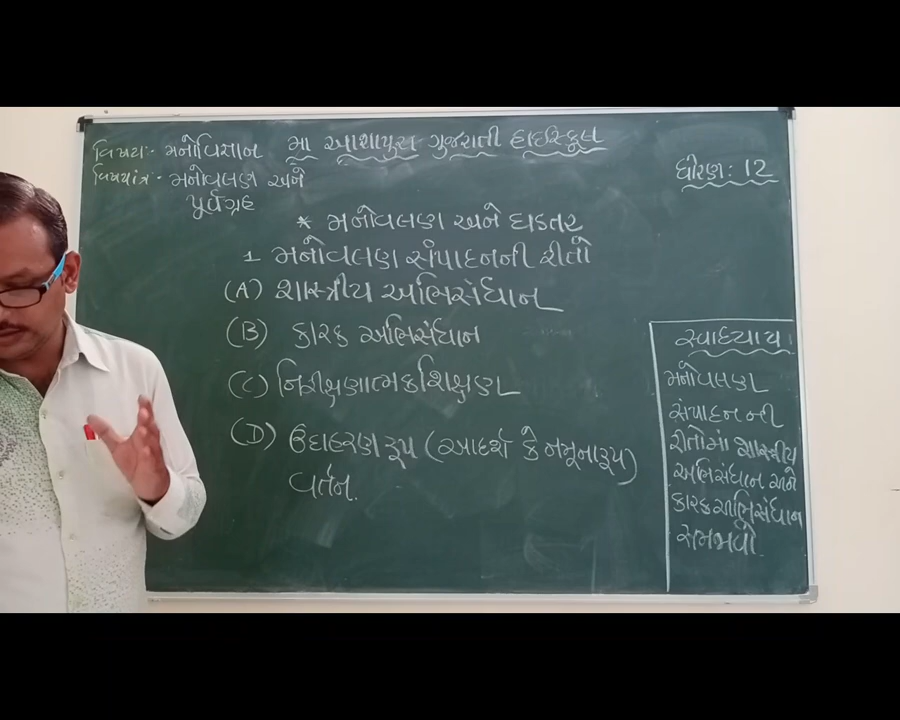 વિષય:- મનોવિજ્ઞાન
મા આશાપુરા ગુજરાતી હાઇસ્કૂલ
વિષયાંગ:- મનોવલણ અને
પૂર્વગ્રહ
ધોરણ: 12
* મનોવલણ અને ઘડતર
1 મનોવલણ સંપાદનની રીતો
(A) શાસ્ત્રીય અભિસંધાન
(B) કારક અભિસંધાન
(C) નિરીક્ષણાત્મક શિક્ષણ
(D) ઉદાહરણ રૂપ (આદર્શ કે નમૂનારૂપ)
વર્તન.
સ્વાધ્યાય
મનોવલણ
સંપાદનની
રીતોમાં શાસ્ત્રીય
અભિસંધાન અને
કારક અભિસંધાન
સમજાવો.